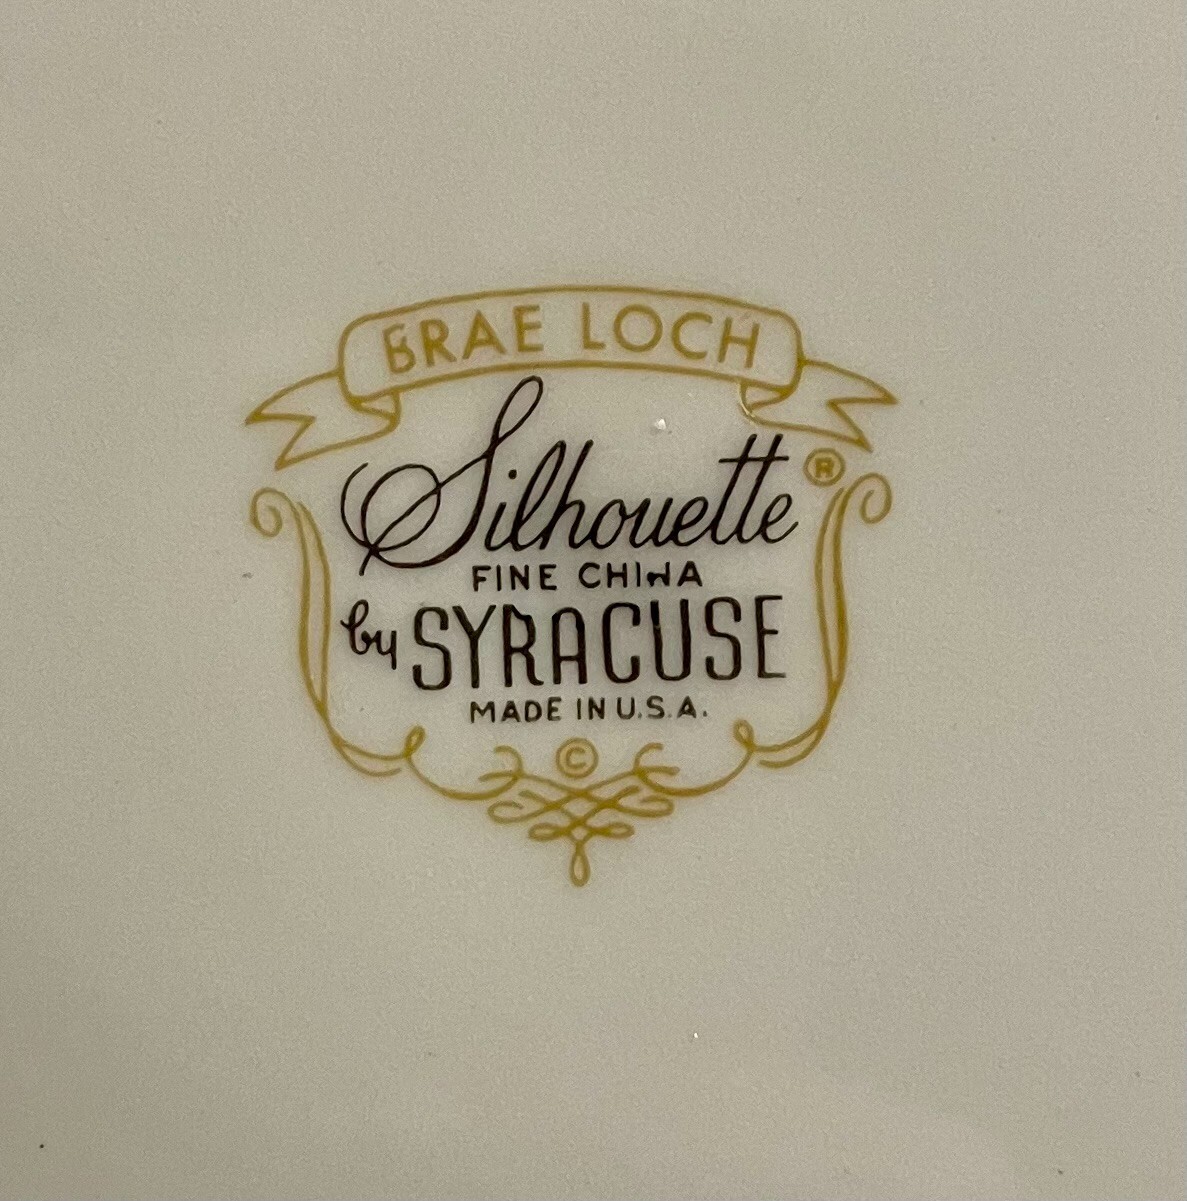 BRAE LOCH
Silhouette ®
FINE CHINA
by SYRACUSE
MADE IN U.S.A.
©